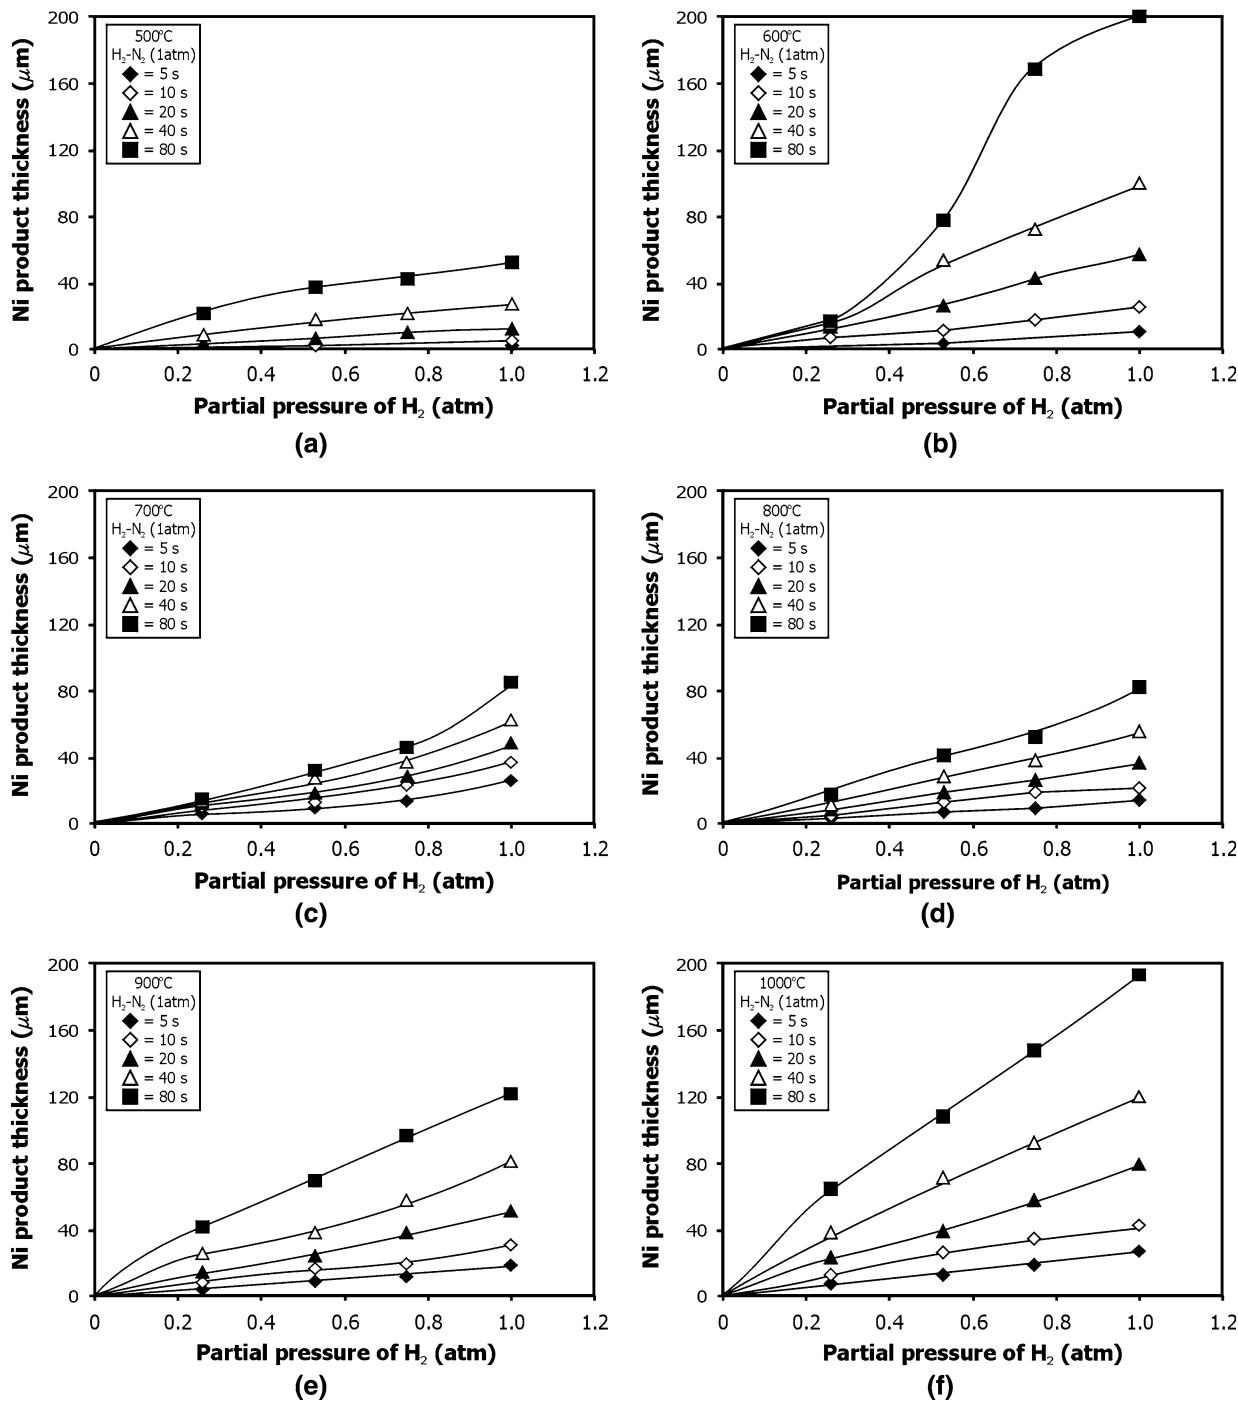 200
160
120
80
40
0
Ni product thickness (μm)
500°C
H₂-N₂ (1atm)
= 5 s
= 10 s
= 20 s
= 40 s
= 80 s
0 0.2 0.4 0.6 0.8 1.0 1.2
Partial pressure of H₂ (atm)
(a)
200
160
120
80
40
0
Ni product thickness (μm)
600°C
H₂-N₂ (1atm)
= 5 s
= 10 s
= 20 s
= 40 s
= 80 s
0 0.2 0.4 0.6 0.8 1.0 1.2
Partial pressure of H₂ (atm)
(b)
200
160
120
80
40
0
Ni product thickness (μm)
700°C
H₂-N₂ (1atm)
= 5 s
= 10 s
= 20 s
= 40 s
= 80 s
0 0.2 0.4 0.6 0.8 1.0 1.2
Partial pressure of H₂ (atm)
(c)
200
160
120
80
40
0
Ni product thickness (μm)
800°C
H₂-N₂ (1atm)
= 5 s
= 10 s
= 20 s
= 40 s
= 80 s
0 0.2 0.4 0.6 0.8 1.0 1.2
Partial pressure of H₂ (atm)
(d)
200
160
120
80
40
0
Ni product thickness (μm)
900°C
H₂-N₂ (1atm)
= 5 s
= 10 s
= 20 s
= 40 s
= 80 s
0 0.2 0.4 0.6 0.8 1.0 1.2
Partial pressure of H₂ (atm)
(e)
200
160
120
80
40
0
Ni product thickness (μm)
1000°C
H₂-N₂ (1atm)
= 5 s
= 10 s
= 20 s
= 40 s
= 80 s
0 0.2 0.4 0.6 0.8 1.0 1.2
Partial pressure of H₂ (atm)
(f)